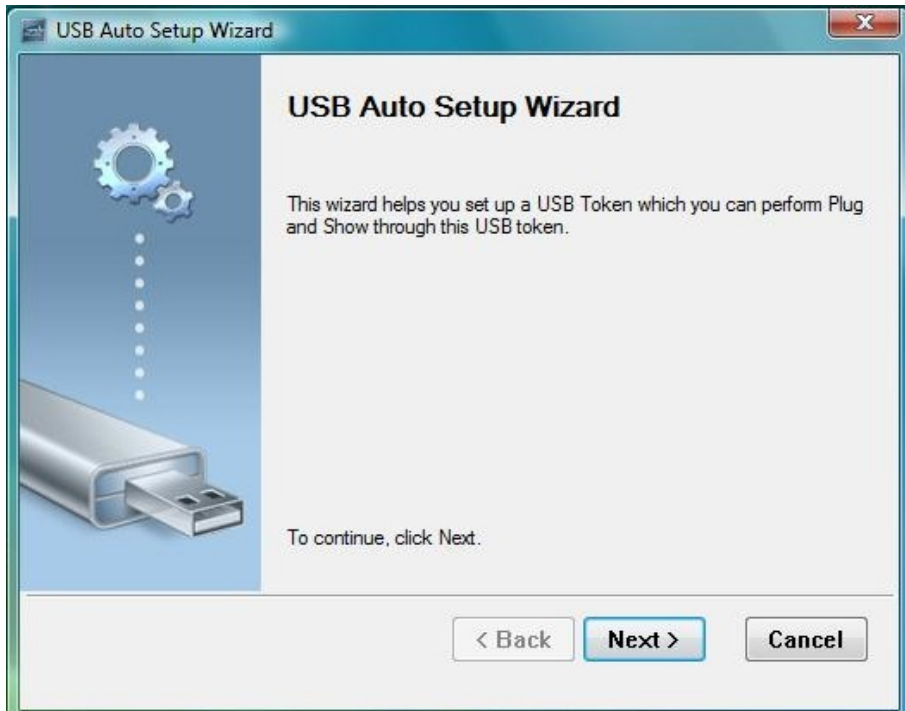 USB Auto Setup Wizard
USB Auto Setup Wizard
This wizard helps you set up a USB Token which you can perform Plug
and Show through this USB token.
To continue, click Next.
< Back Next > Cancel